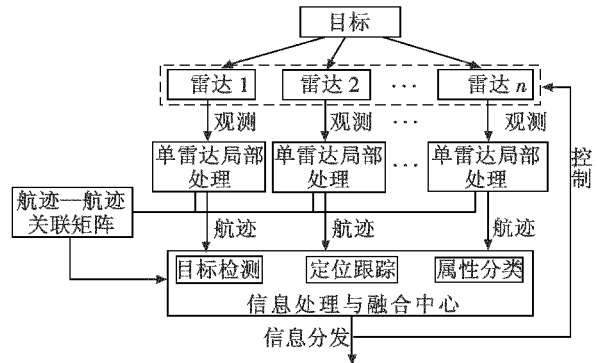 目标
雷达 1
雷达 2
···
雷达 n
观测
观测
···
观测
单雷达局部
处理
单雷达局部
处理
···
单雷达局部
处理
控制
航迹—航迹
关联矩阵
航迹
航迹
航迹
目标检测
定位跟踪
属性分类
信息处理与融合中心
信息分发